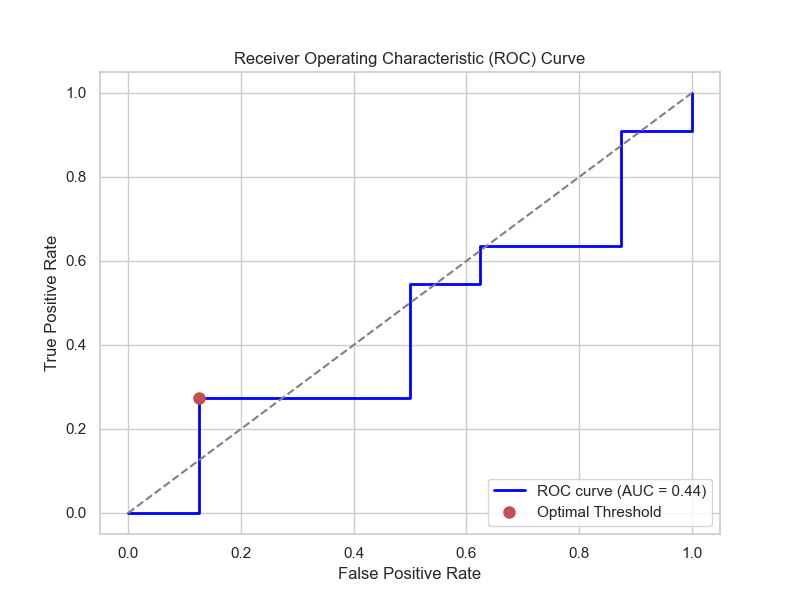 Receiver Operating Characteristic (ROC) Curve
1.0
0.8
0.6
0.4
0.2
0.0
True Positive Rate
ROC curve (AUC = 0.44)
Optimal Threshold
0.0 0.2 0.4 0.6 0.8 1.0
False Positive Rate